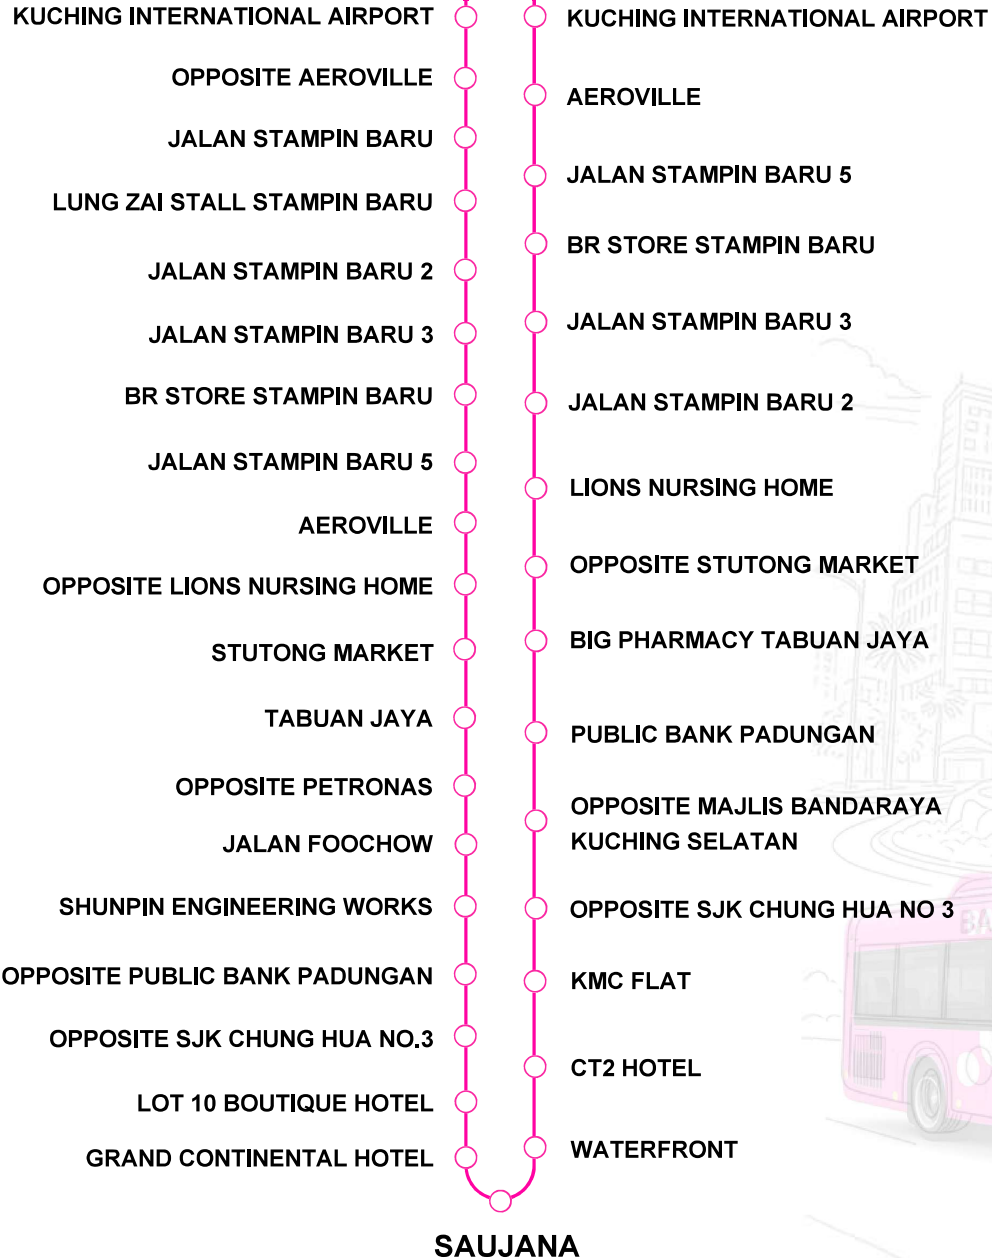 KUCHING INTERNATIONAL AIRPORT
OPPOSITE AEROVILLE
JALAN STAMPIN BARU
LUNG ZAI STALL STAMPIN BARU
JALAN STAMPIN BARU 2
JALAN STAMPIN BARU 3
BR STORE STAMPIN BARU
JALAN STAMPIN BARU 5
AEROVILLE
OPPOSITE LIONS NURSING HOME
STUTONG MARKET
TABUAN JAYA
OPPOSITE PETRONAS
JALAN FOOCHOW
SHUNPIN ENGINEERING WORKS
OPPOSITE PUBLIC BANK PADUNGAN
OPPOSITE SJK CHUNG HUA NO.3
LOT 10 BOUTIQUE HOTEL
GRAND CONTINENTAL HOTEL
KUCHING INTERNATIONAL AIRPORT
AEROVILLE
JALAN STAMPIN BARU 5
BR STORE STAMPIN BARU
JALAN STAMPIN BARU 3
JALAN STAMPIN BARU 2
LIONS NURSING HOME
OPPOSITE STUTONG MARKET
BIG PHARMACY TABUAN JAYA
PUBLIC BANK PADUNGAN
OPPOSITE MAJLIS BANDARAYA
KUCHING SELATAN
OPPOSITE SJK CHUNG HUA NO 3
KMC FLAT
CT2 HOTEL
WATERFRONT
SAUJANA